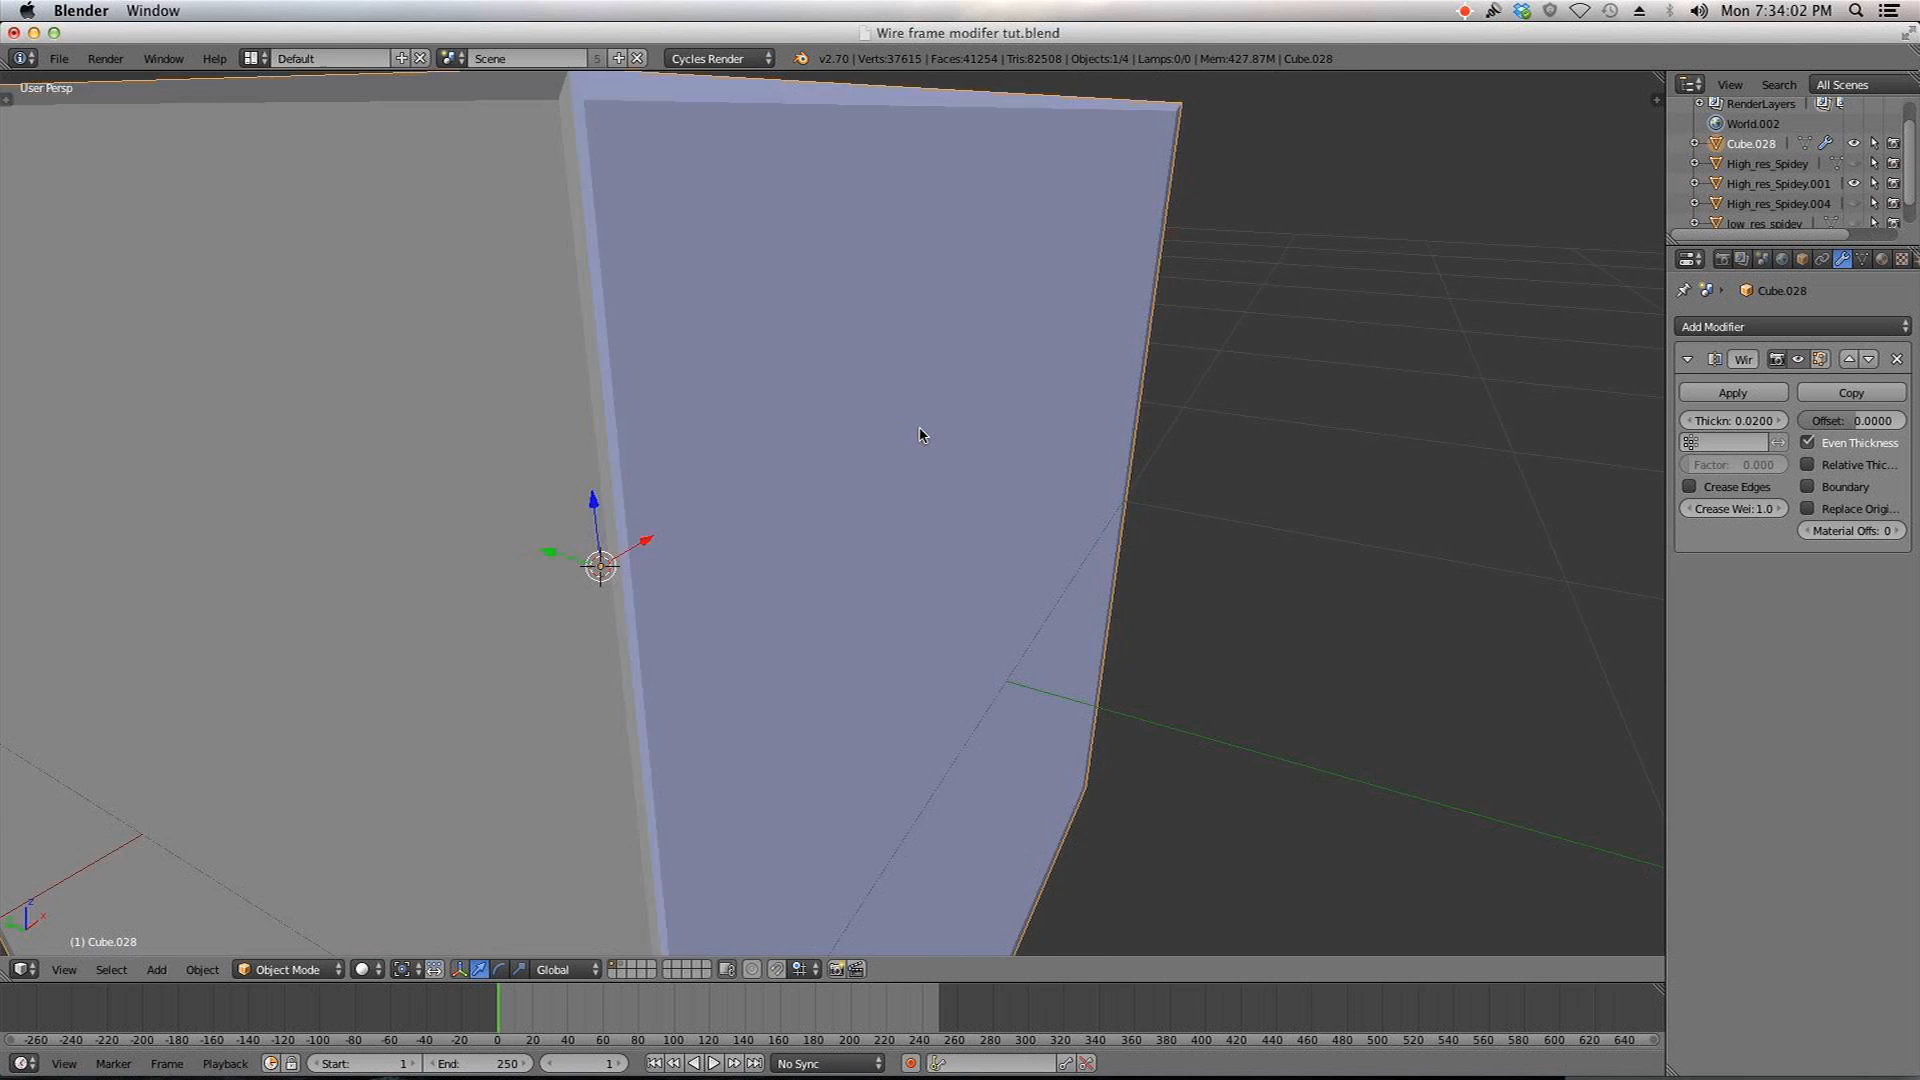 Blender Window Mon 7:34:02 PM
Wire frame modifer tut.blend
File Render Window Help Default Scene 5 Cycles Render v2.70 | Verts:37615 | Faces:41254 | Tris:82508 | Objects:1/4 | Lamps:0/0 | Mem:427.87M | Cube.028
User Persp
View Search All Scenes
RenderLayers
World.002
Cube.028
High_res_Spidey
High_res_Spidey.001
High_res_Spidey.004
low_res_spidey
Cube.028
Add Modifier
Wir
Apply Copy
Thickn: 0.0200 Offset: 0.0000
Even Thickness
Factor: 0.000 Relative Thic...
Crease Edges Boundary
Crease Wei: 1.0 Replace Origi...
Material Offs: 0
z
x
(1) Cube.028
View Select Add Object Object Mode Global
-260 -240 -220 -200 -180 -160 -140 -120 -100 -80 -60 -40 -20 0 20 40 60 80 100 120 140 160 180 200 220 240 260 280 300 320 340 360 380 400 420 440 460 480 500 520 540 560 580 600 620 640
View Marker Frame Playback Start: 1 End: 250 1 No Sync